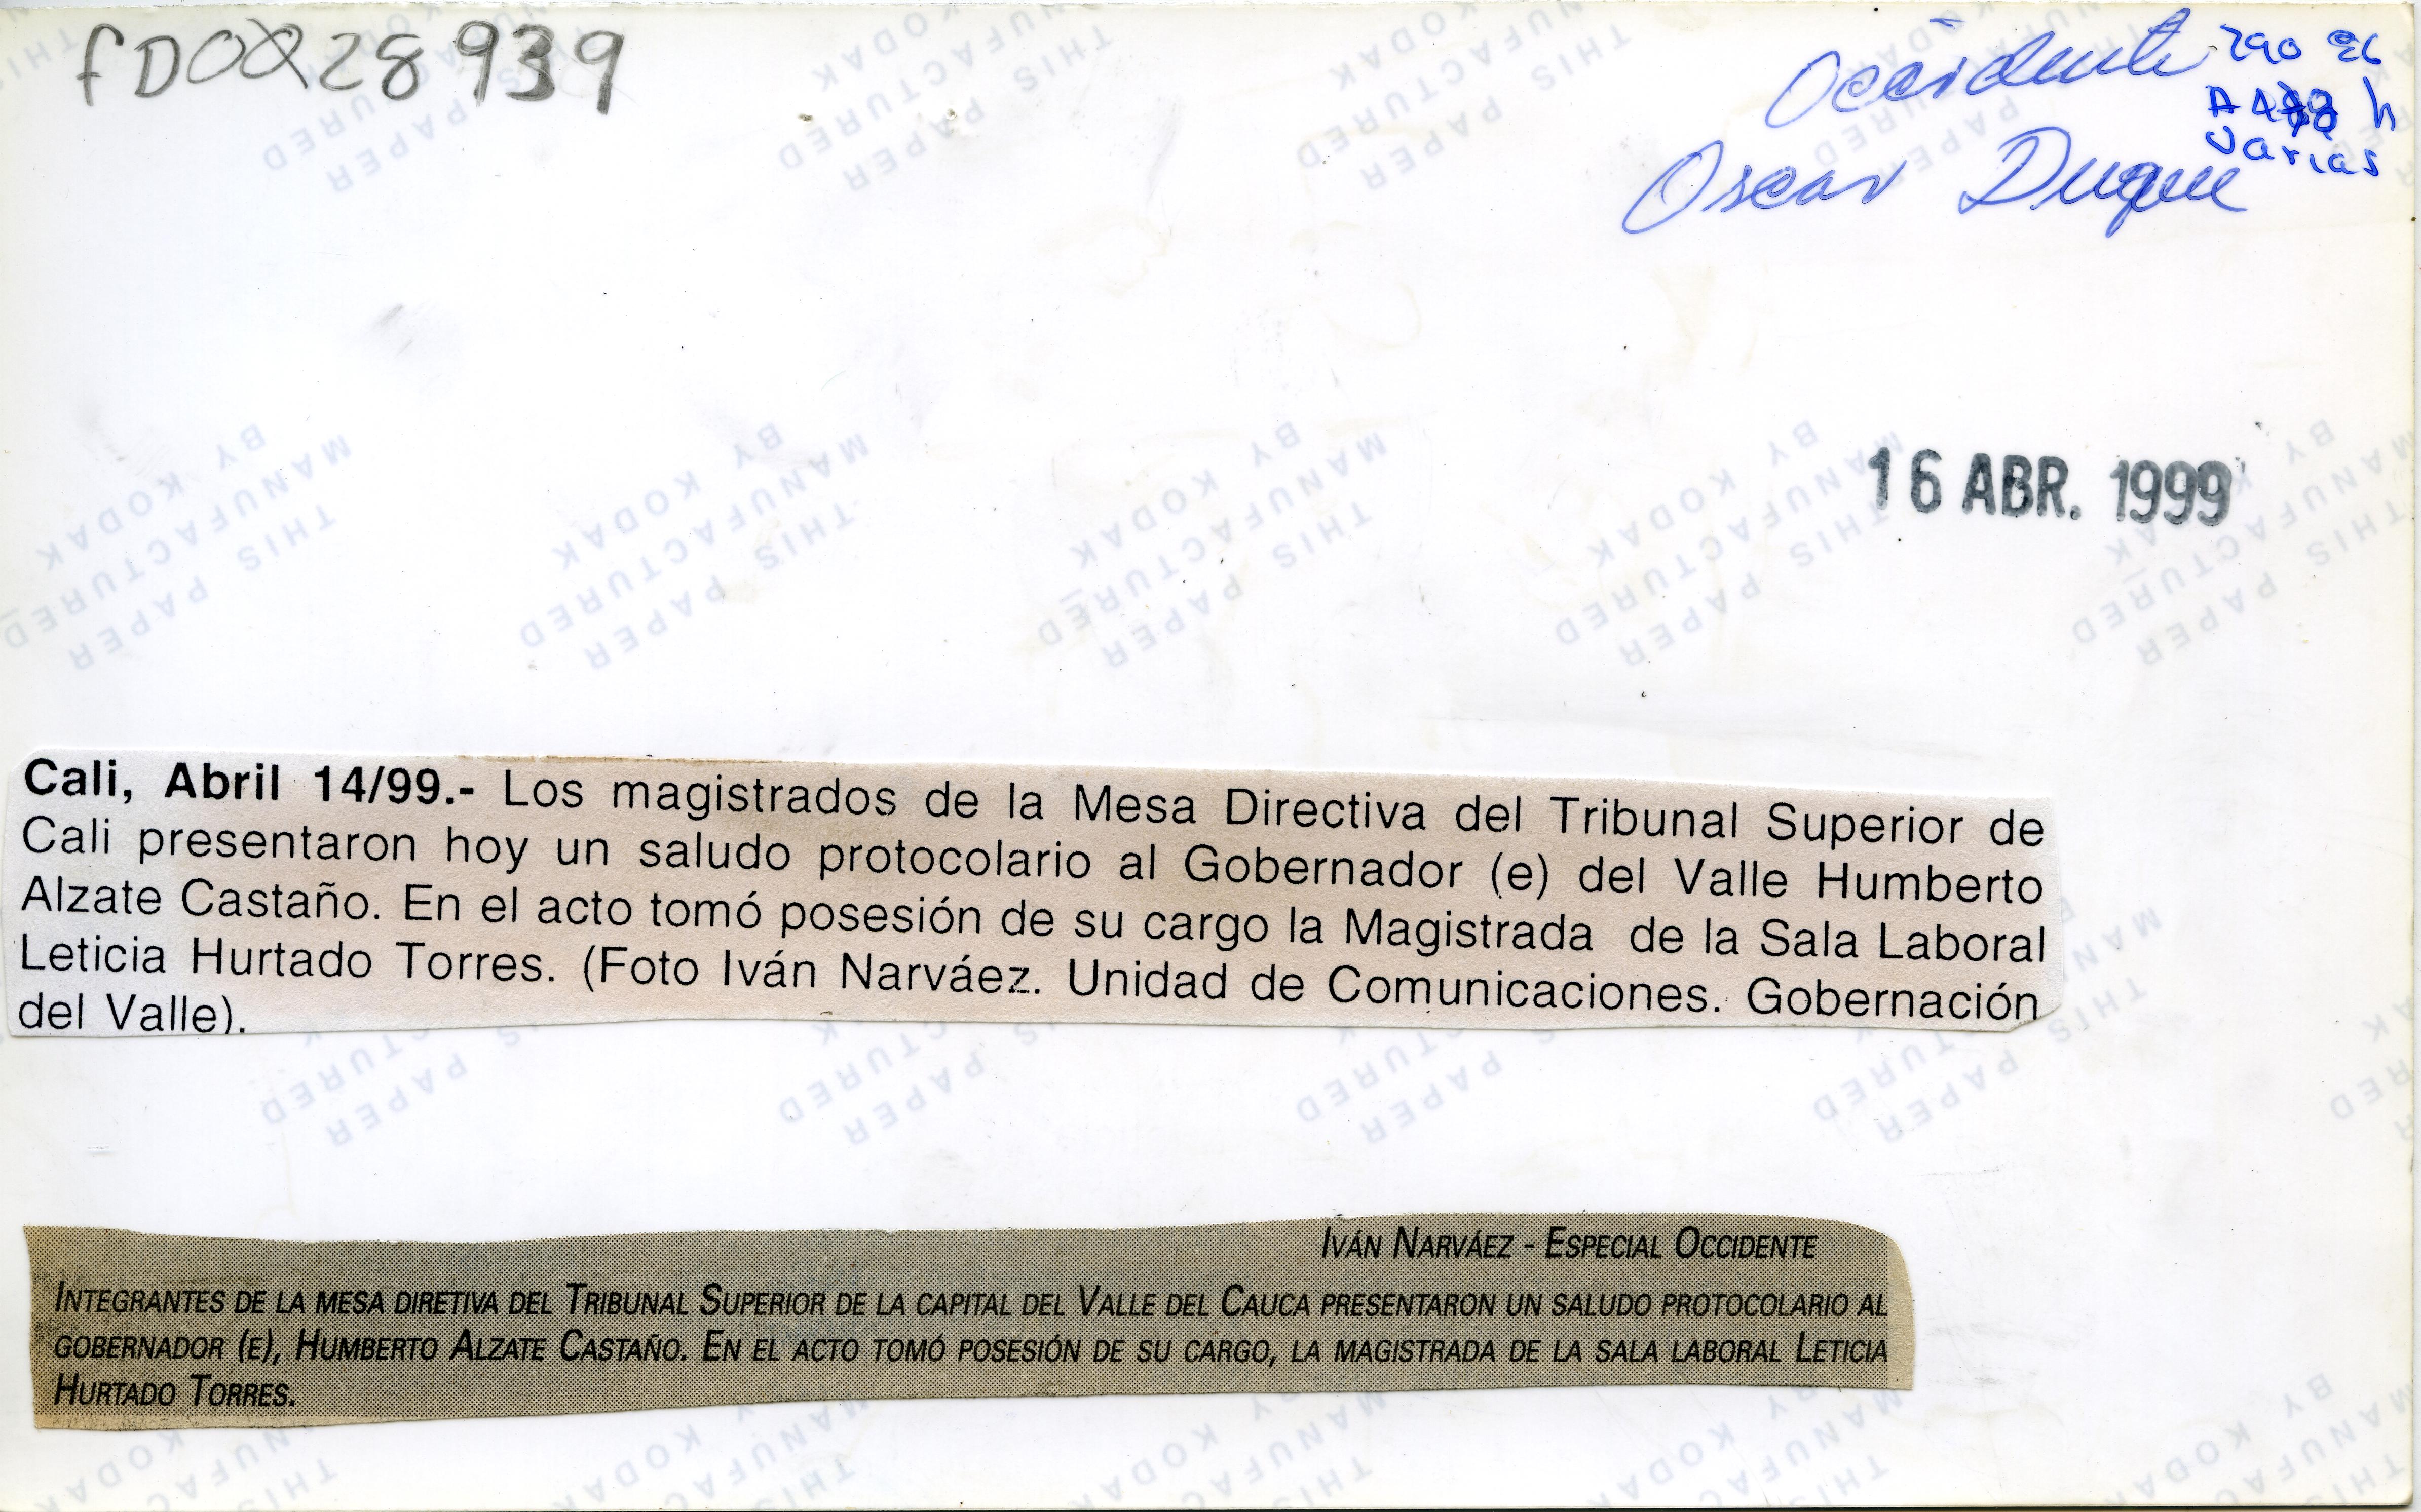 Occidente
Oscar Duque
varias
16 ABR. 1999
Cali, Abril 14/99.- Los magistrados de la Mesa Directiva del Tribunal Superior de
Cali presentaron hoy un saludo protocolario al Gobernador (e) del Valle Humberto
Alzate Castaño. En el acto tomó posesión de su cargo la Magistrada de la Sala Laboral
Leticia Hurtado Torres. (Foto Iván Narváez. Unidad de Comunicaciones. Gobernación
del Valle).
IVÁN NARVÁEZ - ESPECIAL OCCIDENTE
INTEGRANTES DE LA MESA DIRETIVA DEL TRIBUNAL SUPERIOR DE LA CAPITAL DEL VALLE DEL CAUCA PRESENTARON UN SALUDO PROTOCOLARIO AL
GOBERNADOR (E), HUMBERTO ALZATE CASTAÑO. EN EL ACTO TOMÓ POSESIÓN DE SU CARGO, LA MAGISTRADA DE LA SALA LABORAL LETICIA
HURTADO TORRES.
THIS PAPER
MANUFACTURED
BY KODAK